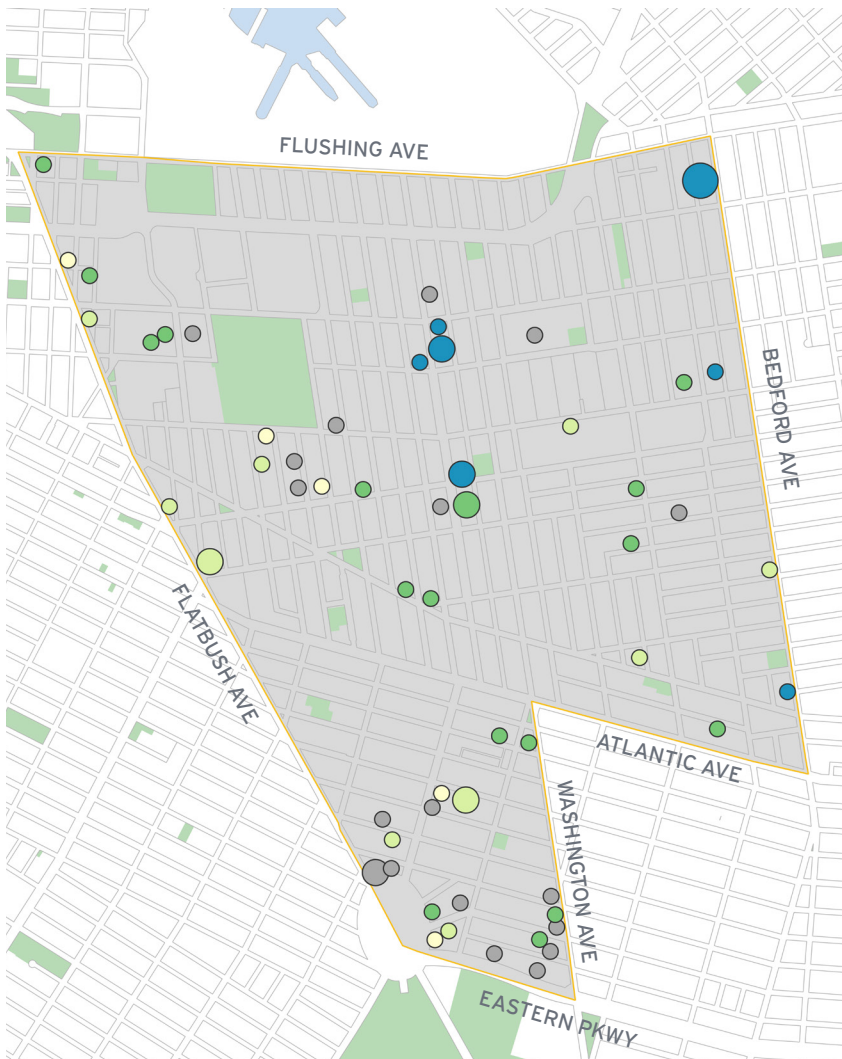 FLUSHING AVE
BEDFORD AVE
FLATBUSH AVE
ATLANTIC AVE
WASHINGTON AVE
EASTERN PKWY